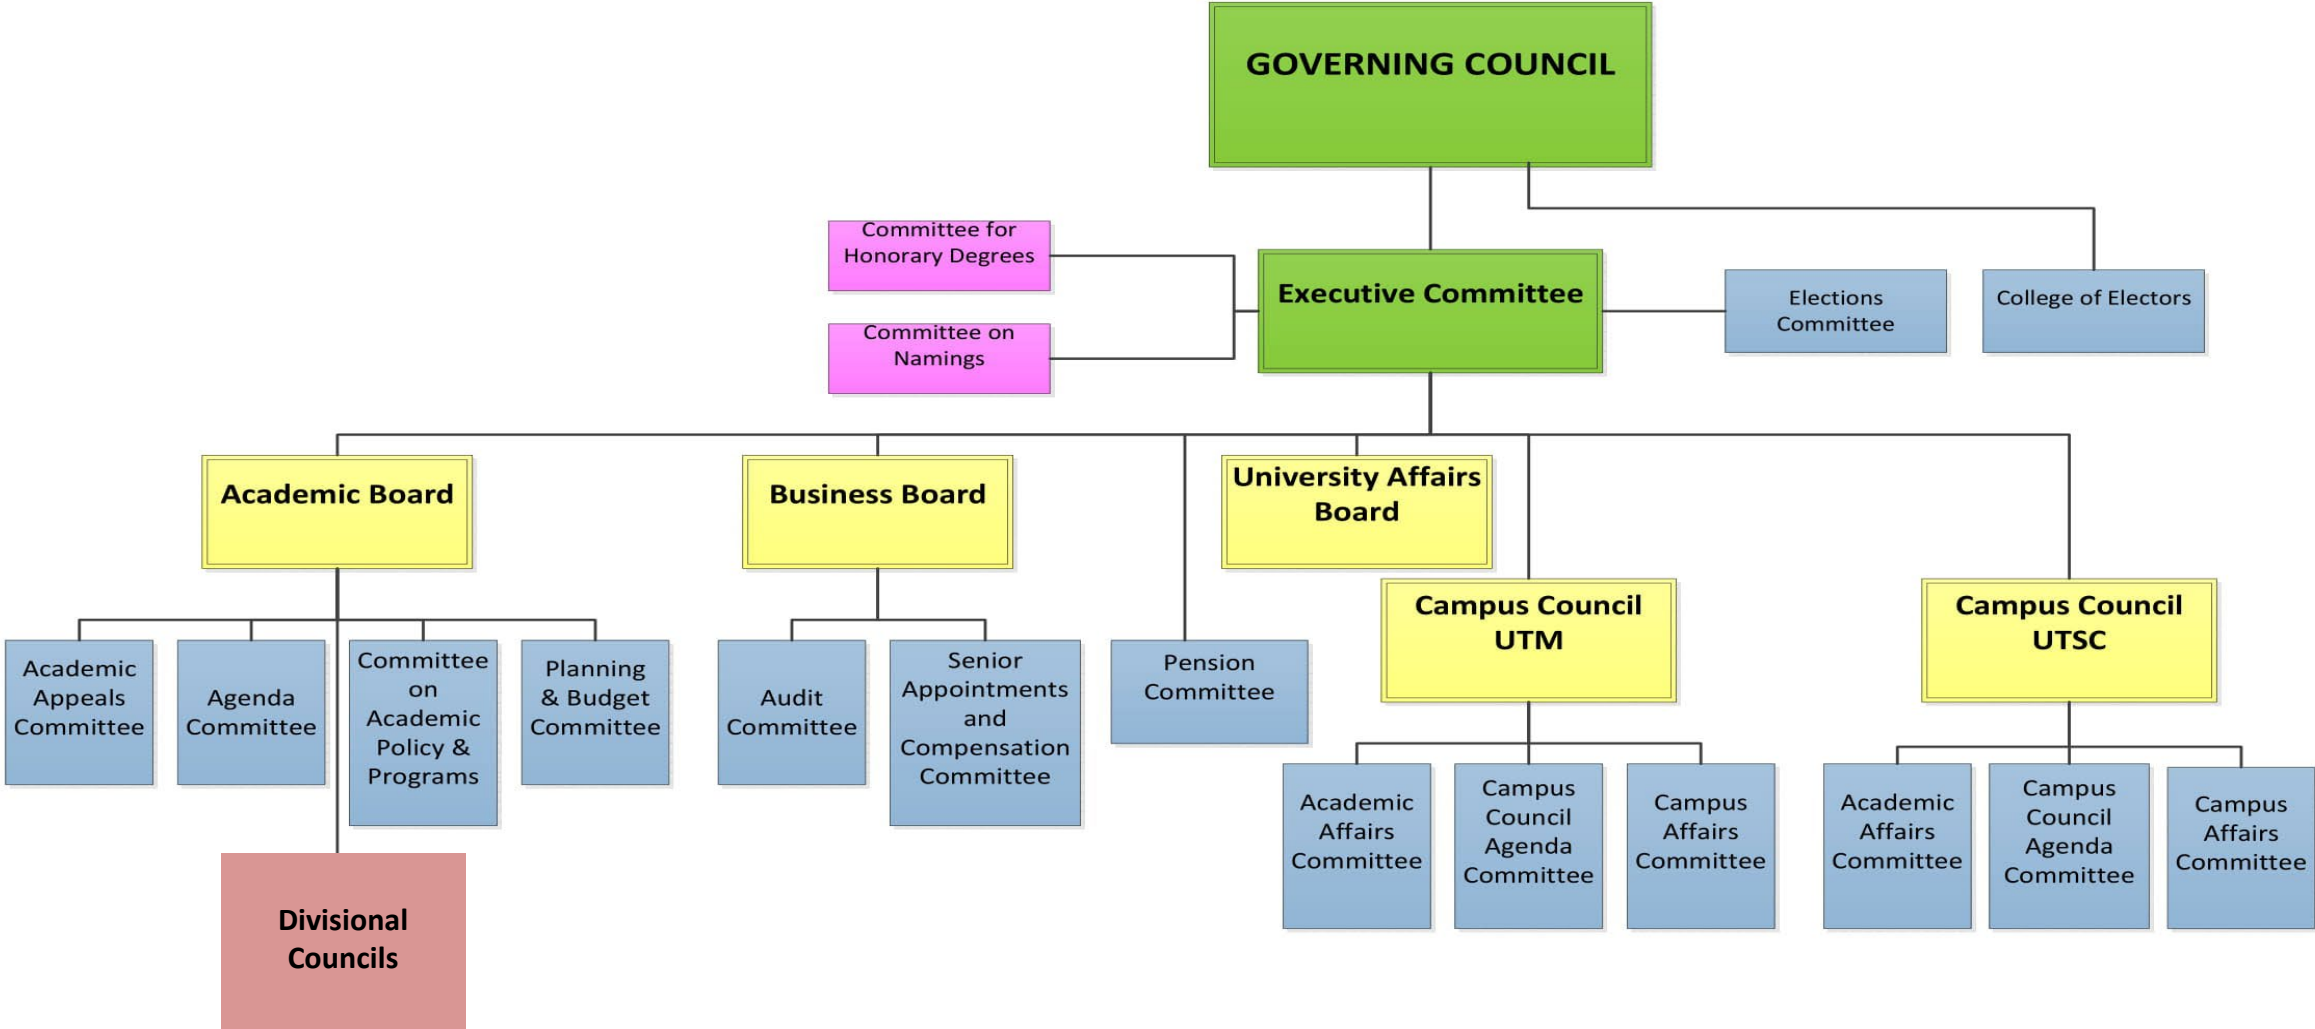 GOVERNING COUNCIL
Committee for
Honorary Degrees
Committee on
Namings
Executive Committee
Elections
Committee
College of Electors
Academic Board
Business Board
University Affairs
Board
Campus Council
UTM
Campus Council
UTSC
Academic
Appeals
Committee
Agenda
Committee
Committee
on
Academic
Policy &
Programs
Planning
& Budget
Committee
Audit
Committee
Senior
Appointments
and
Compensation
Committee
Pension
Committee
Academic
Affairs
Committee
Campus
Council
Agenda
Committee
Campus
Affairs
Committee
Academic
Affairs
Committee
Campus
Council
Agenda
Committee
Campus
Affairs
Committee
Divisional
Councils